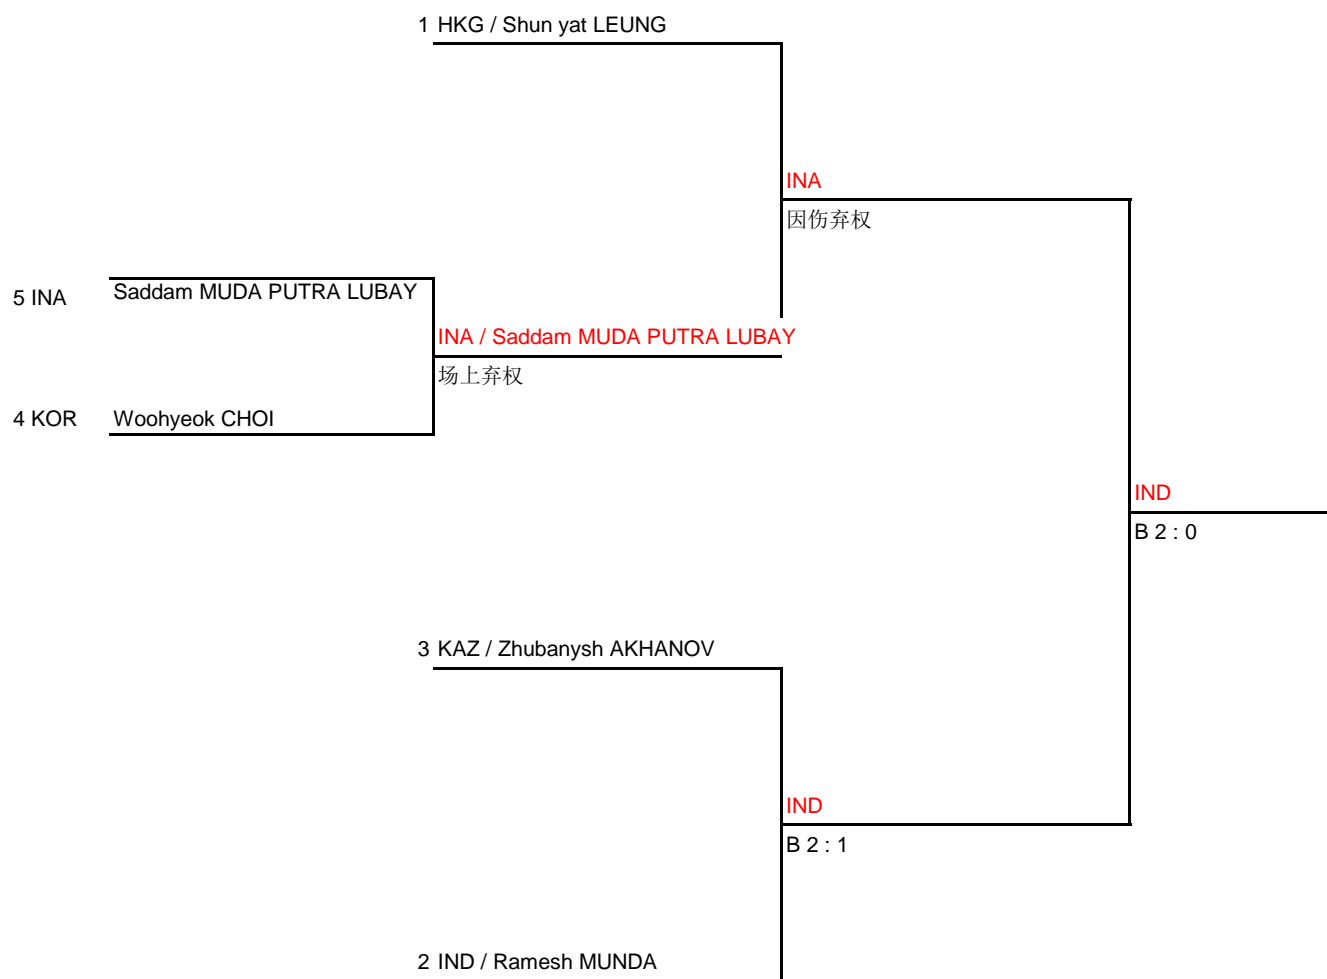 1 HKG / Shun yat LEUNG
INA
因伤弃权
5 INA Saddam MUDA PUTRA LUBAY
INA / Saddam MUDA PUTRA LUBAY
场上弃权
4 KOR Woohyeok CHOI
IND
B 2 : 0
3 KAZ / Zhubanysh AKHANOV
IND
B 2 : 1
2 IND / Ramesh MUNDA